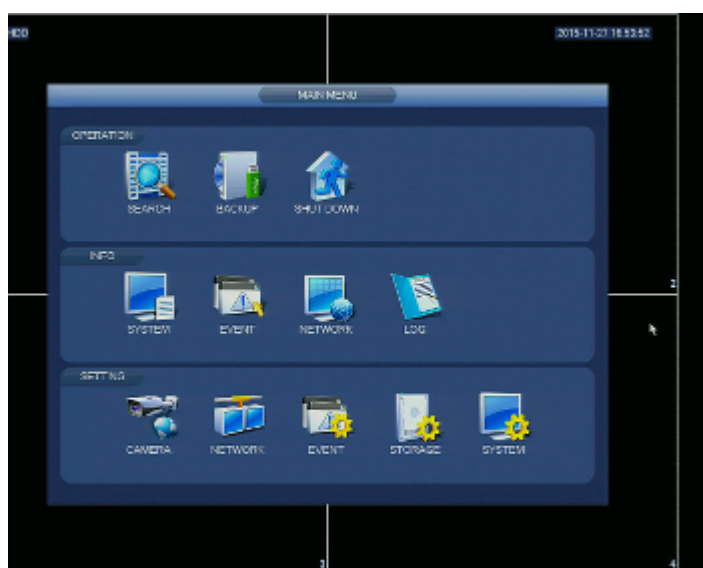 HDD 2015-11-27 16:53:52
MAIN MENU
OPERATION
SEARCH BACKUP SHUTDOWN
INFO
SYSTEM EVENT NETWORK LOG
2
SETTING
CAMERA NETWORK EVENT STORAGE SYSTEM
3 4